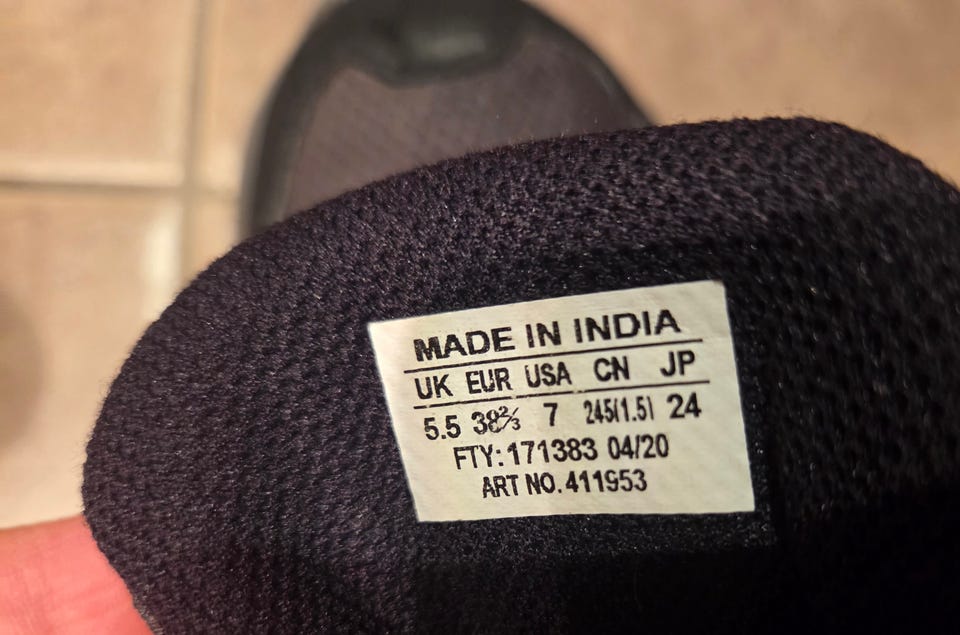 MADE IN INDIA
UK EUR USA CN JP
5.5 38⅔ 7 245(1.5) 24
FTY:171383 04/20
ART NO.411953